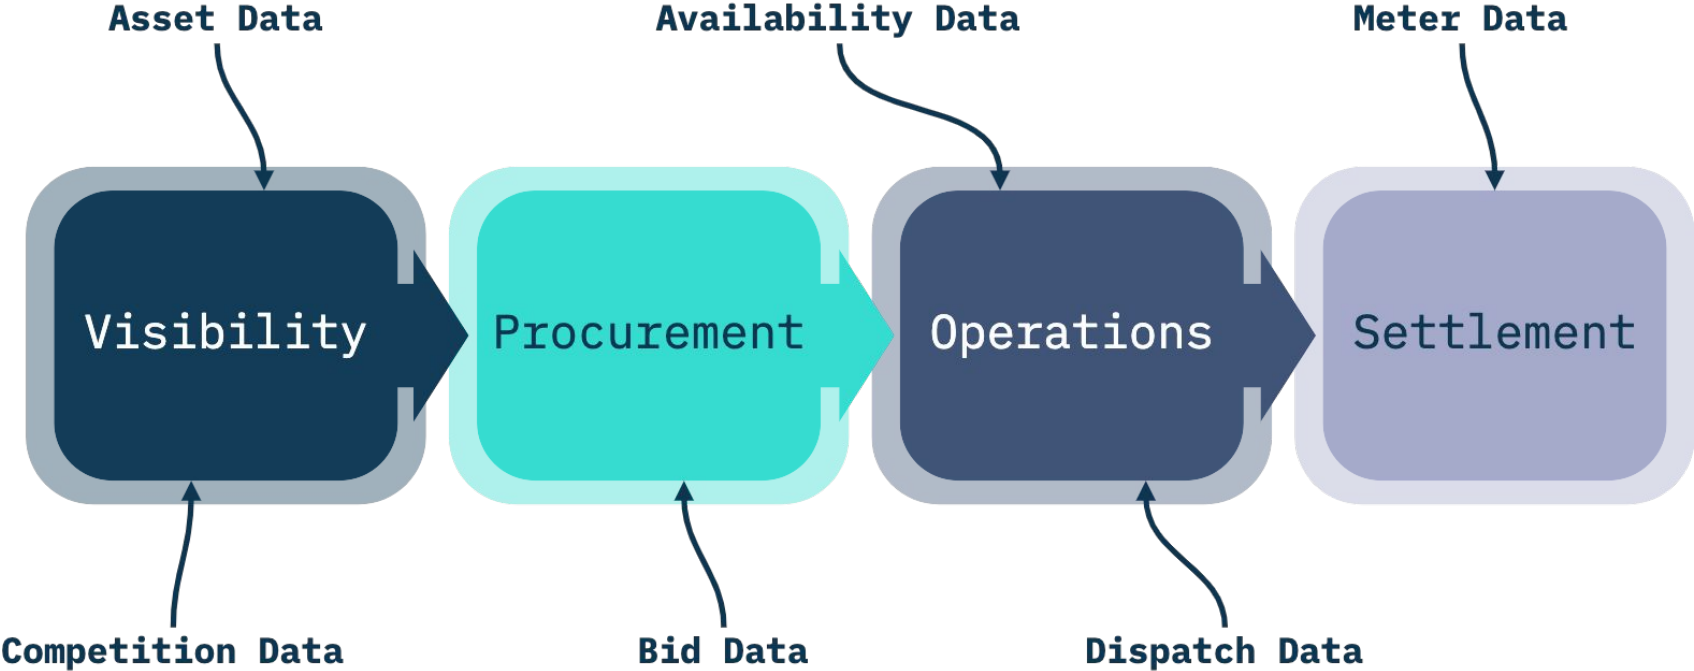 Asset Data
Availability Data
Meter Data
Visibility
Procurement
Operations
Settlement
Competition Data
Bid Data
Dispatch Data